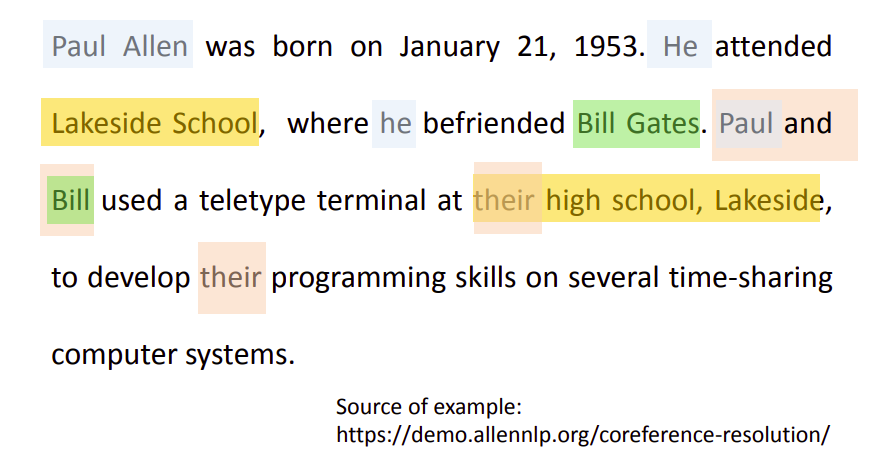 Paul Allen was born on January 21, 1953. He attended
Lakeside School, where he befriended Bill Gates. Paul and
Bill used a teletype terminal at their high school, Lakeside,
to develop their programming skills on several time-sharing
computer systems.
Source of example:
https://demo.allennlp.org/coreference-resolution/